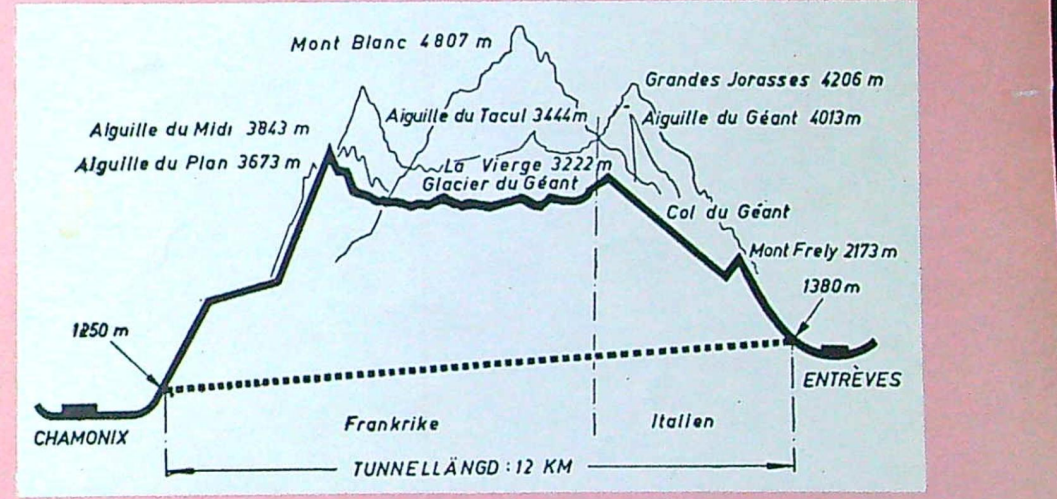 Mont Blanc 4807 m
Grandes Jorasses 4206 m
Aiguille du Midi 3843 m
Aiguille du Tacul 3444m
Aiguille du Géant 4013m
Aiguille du Plan 3673 m
La Vierge 3222m
Glacier du Géant
Col du Géant
Mont Frely 2173 m
1380m
1250 m
ENTRÈVES
CHAMONIX
Frankrike
Italien
TUNNELLÄNGD: 12 KM